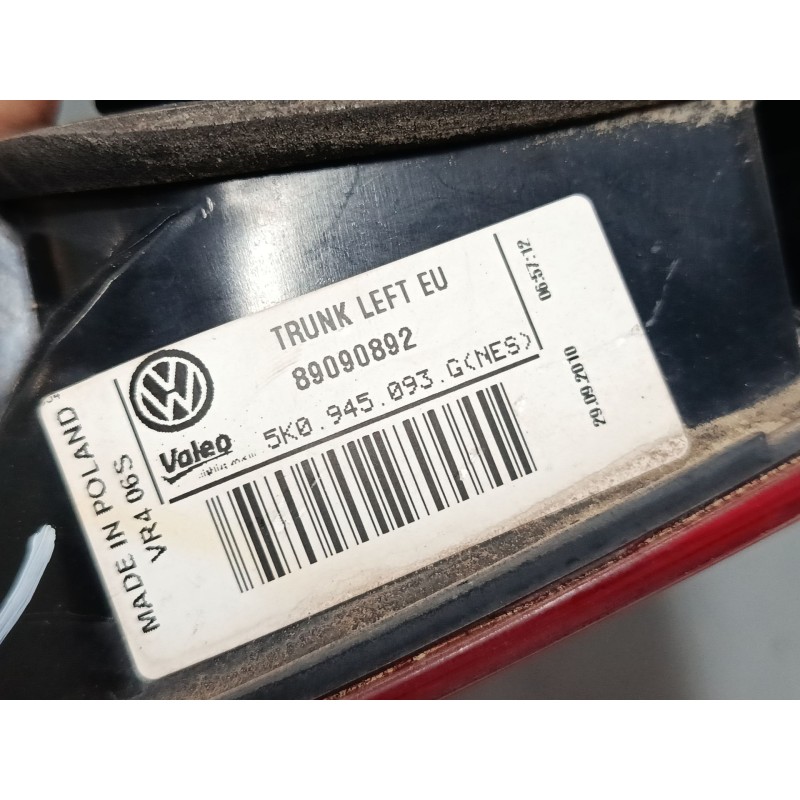 TRUNK LEFT EU
89090892
5K0.945.093.G(NES)
Valeo
MADE IN POLAND
VR4 06S
06:57:12
29.09.2010